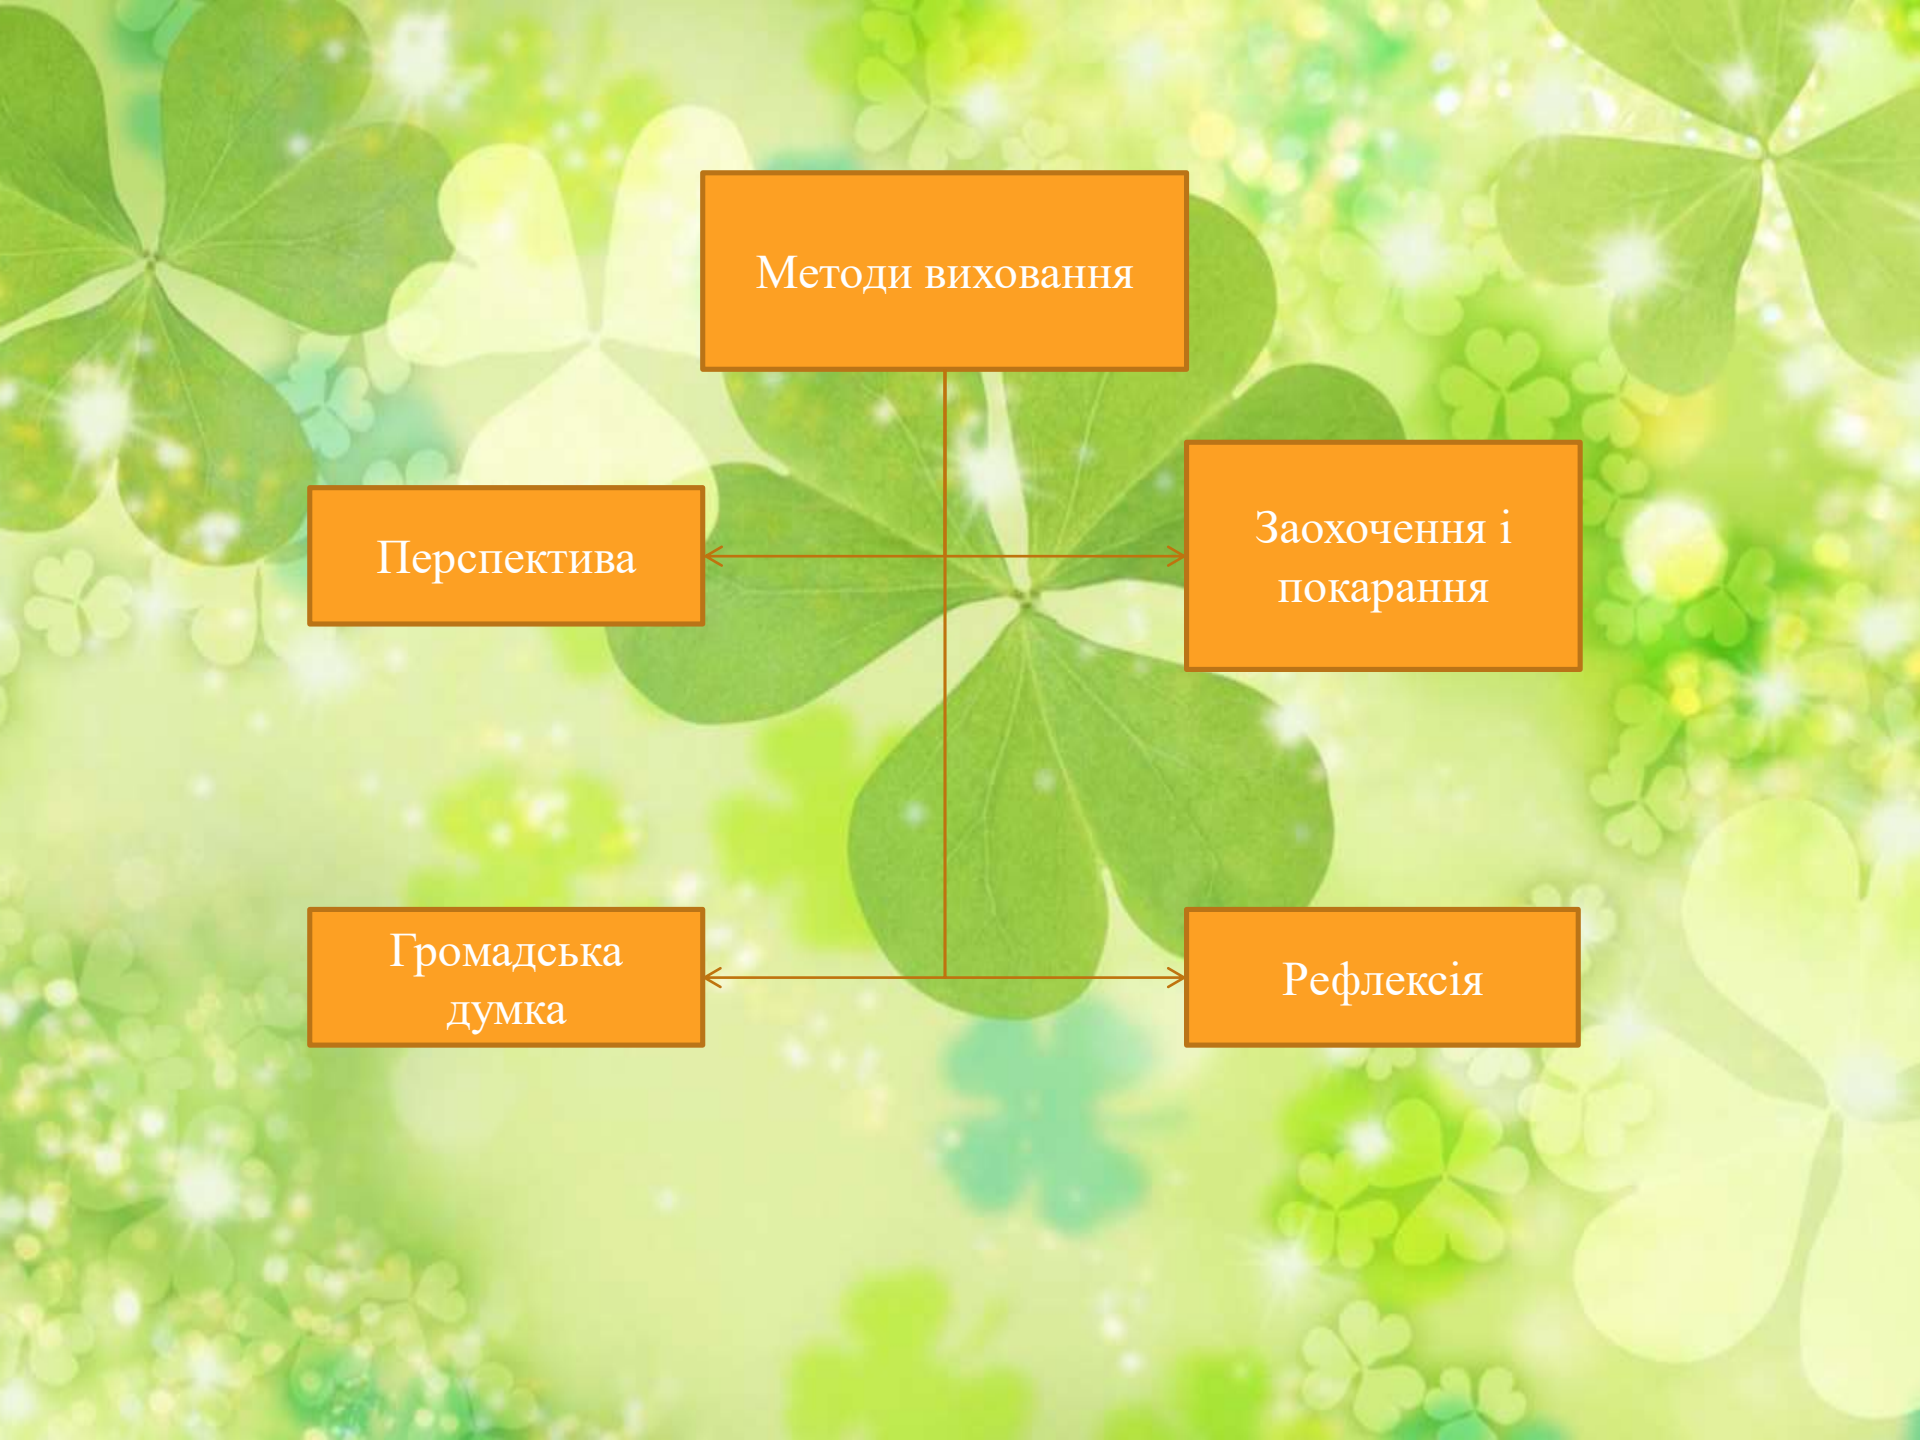 Методи виховання
Перспектива
Заохочення і
покарання
Громадська
думка
Рефлексія